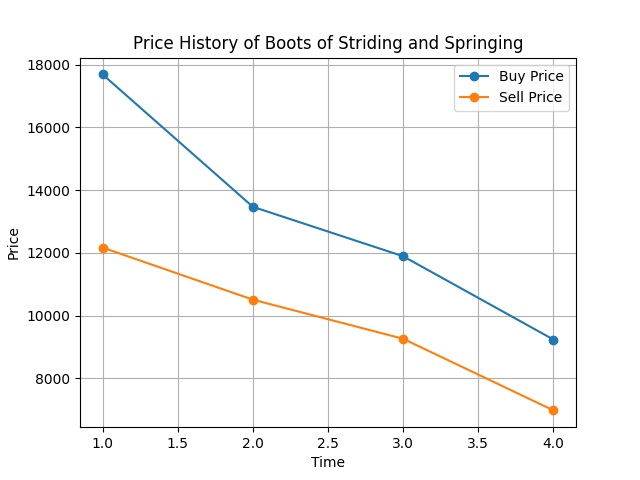 Price History of Boots of Striding and Springing
Buy Price
Sell Price
Price
18000
16000
14000
12000
10000
8000
1.0 1.5 2.0 2.5 3.0 3.5 4.0
Time